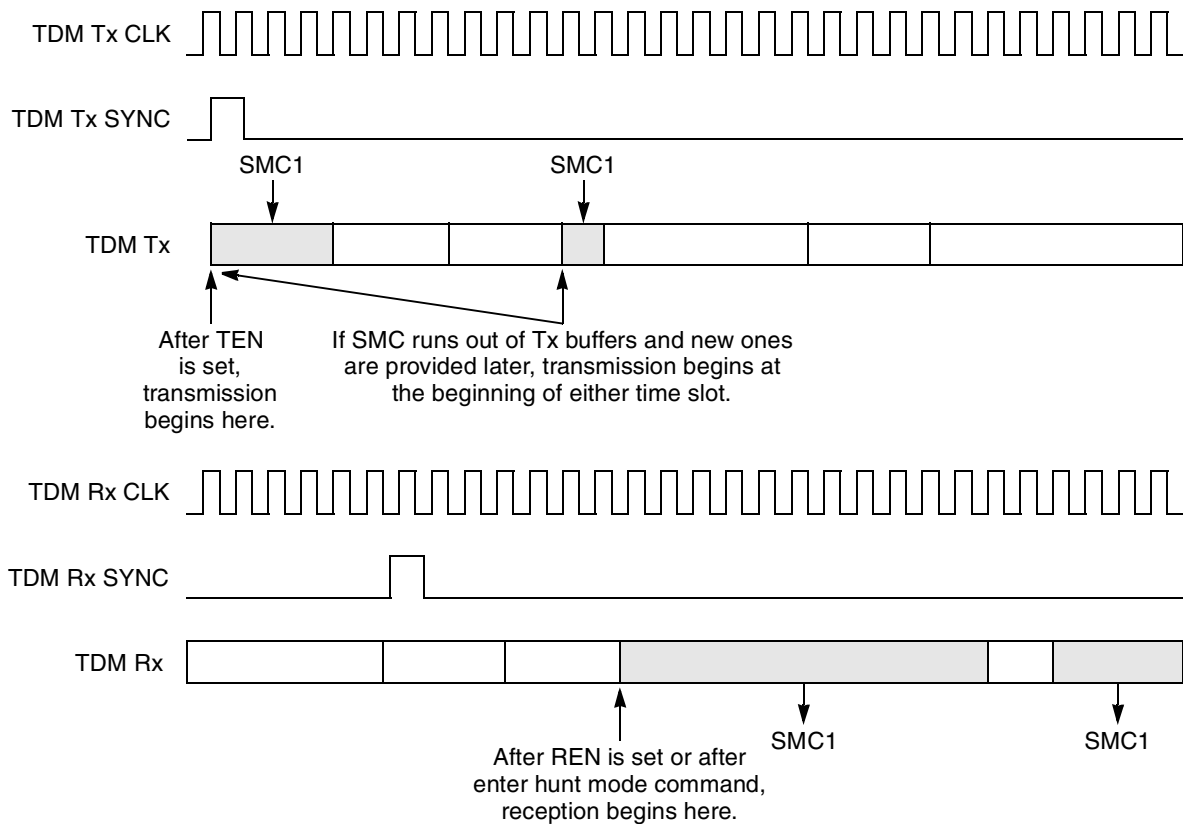 TDM Tx CLK
TDM Tx SYNC
SMC1
SMC1
TDM Tx
After TEN
is set,
transmission
begins here.
If SMC runs out of Tx buffers and new ones
are provided later, transmission begins at
the beginning of either time slot.
TDM Rx CLK
TDM Rx SYNC
TDM Rx
SMC1
SMC1
After REN is set or after
enter hunt mode command,
reception begins here.